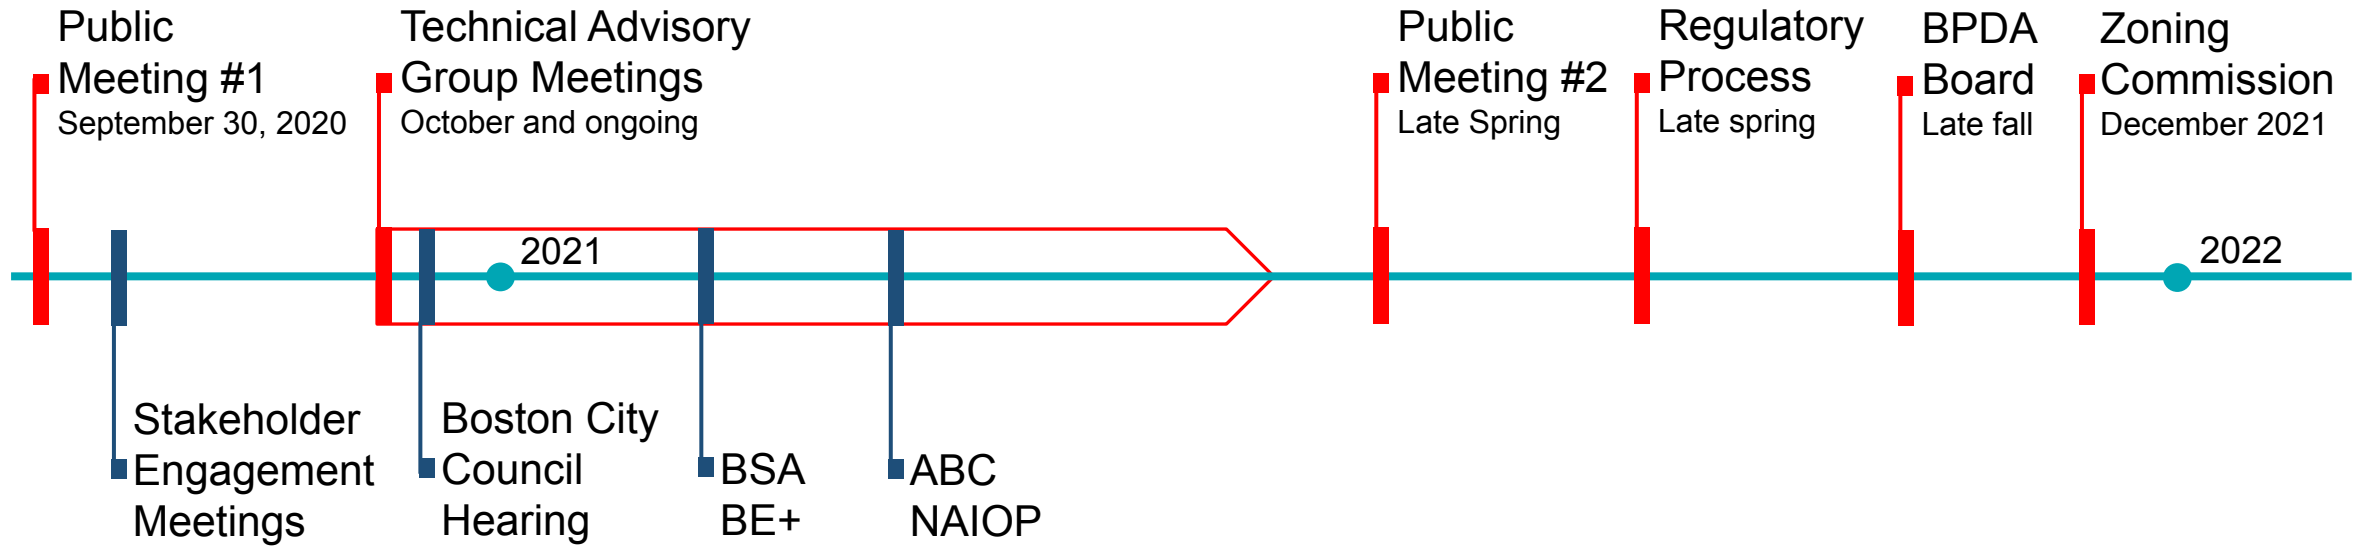 Public
Meeting #1
September 30, 2020
Technical Advisory
Group Meetings
October and ongoing
Public
Meeting #2
Late Spring
Regulatory
Process
Late spring
BPDA
Board
Late fall
Zoning
Commission
December 2021
2021
2022
Stakeholder
Engagement
Meetings
Boston City
Council
Hearing
BSA
BE+
ABC
NAIOP